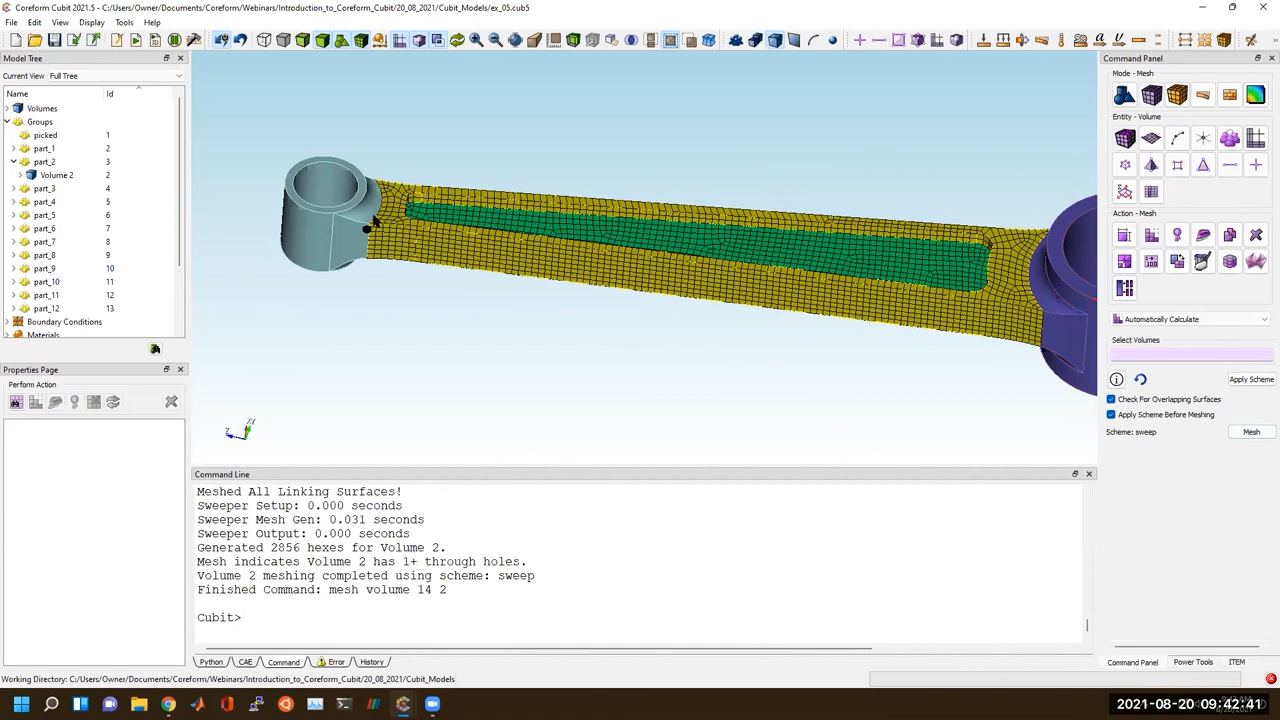 Coreform Cubit 2021.5 - C:/Users/Owner/Documents/Coreform/Webinars/Introduction_to_Coreform_Cubit/20_08_2021/Cubit_Models/ex_05.cub5
File Edit View Display Tools Help
Model Tree
Current View Full Tree
Name Id
Volumes
Groups
picked 1
part_1 2
part_2 3
Volume 2 2
part_3 4
part_4 5
part_5 6
part_6 7
part_7 8
part_8 9
part_9 10
part_10 11
part_11 12
part_12 13
Boundary Conditions
Materials
Properties Page
Perform Action
Z
Command Line
Meshed All Linking Surfaces!
Sweeper Setup: 0.000 seconds
Sweeper Mesh Gen: 0.031 seconds
Sweeper Output: 0.000 seconds
Generated 2856 hexes for Volume 2.
Mesh indicates Volume 2 has 1+ through holes.
Volume 2 meshing completed using scheme: sweep
Finished Command: mesh volume 14 2
Cubit>
Python CAE Command Error History
Command Panel
Mode - Mesh
Entity - Volume
Action - Mesh
Automatically Calculate
Select Volumes
Apply Scheme
Check For Overlapping Surfaces
Apply Scheme Before Meshing
Scheme: sweep
Mesh
Command Panel Power Tools ITEM
Working Directory: C:/Users/Owner/Documents/Coreform/Webinars/Introduction_to_Coreform_Cubit/20_08_2021/Cubit_Models
2021-08-20 09:42:41